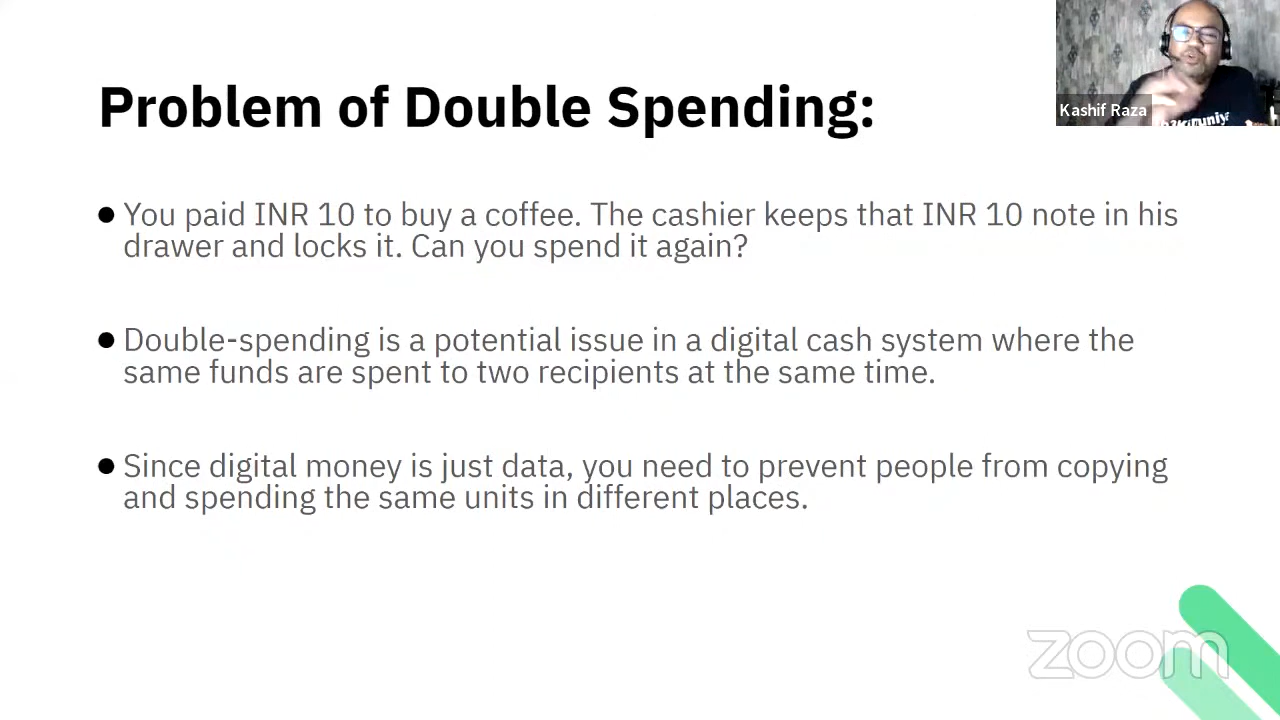 Problem of Double Spending:
Kashif Raza
● You paid INR 10 to buy a coffee. The cashier keeps that INR 10 note in his
drawer and locks it. Can you spend it again?
● Double-spending is a potential issue in a digital cash system where the
same funds are spent to two recipients at the same time.
● Since digital money is just data, you need to prevent people from copying
and spending the same units in different places.
zoom